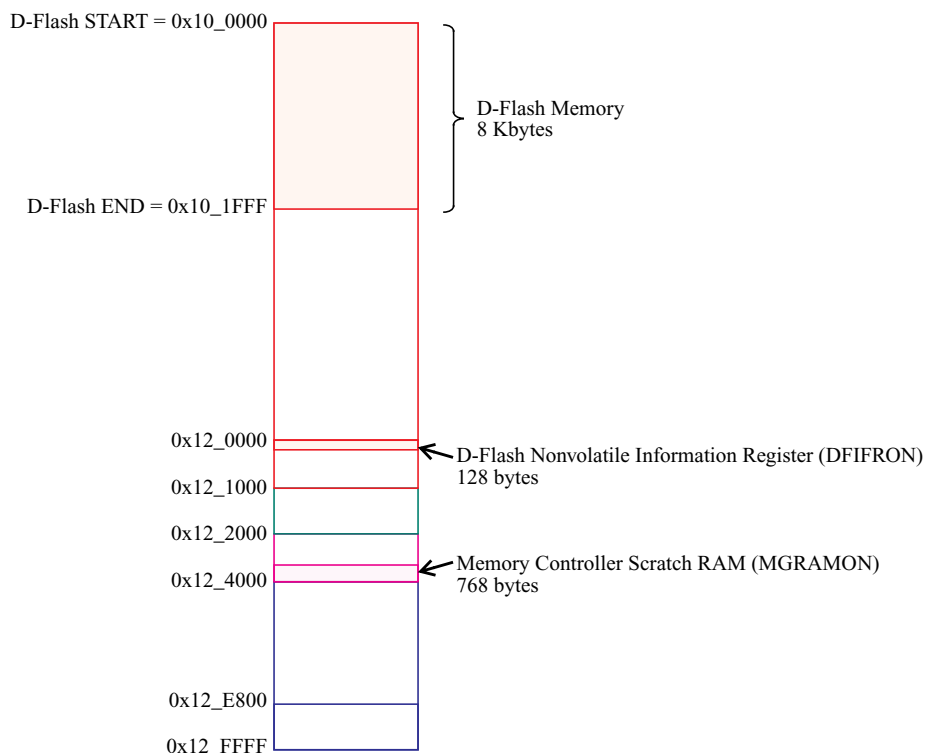 D-Flash START = 0x10_0000
D-Flash Memory
8 Kbytes
D-Flash END = 0x10_1FFF
0x12_0000
D-Flash Nonvolatile Information Register (DFIFRON)
128 bytes
0x12_1000
0x12_2000
Memory Controller Scratch RAM (MGRAMON)
768 bytes
0x12_4000
0x12_E800
0x12_FFFF